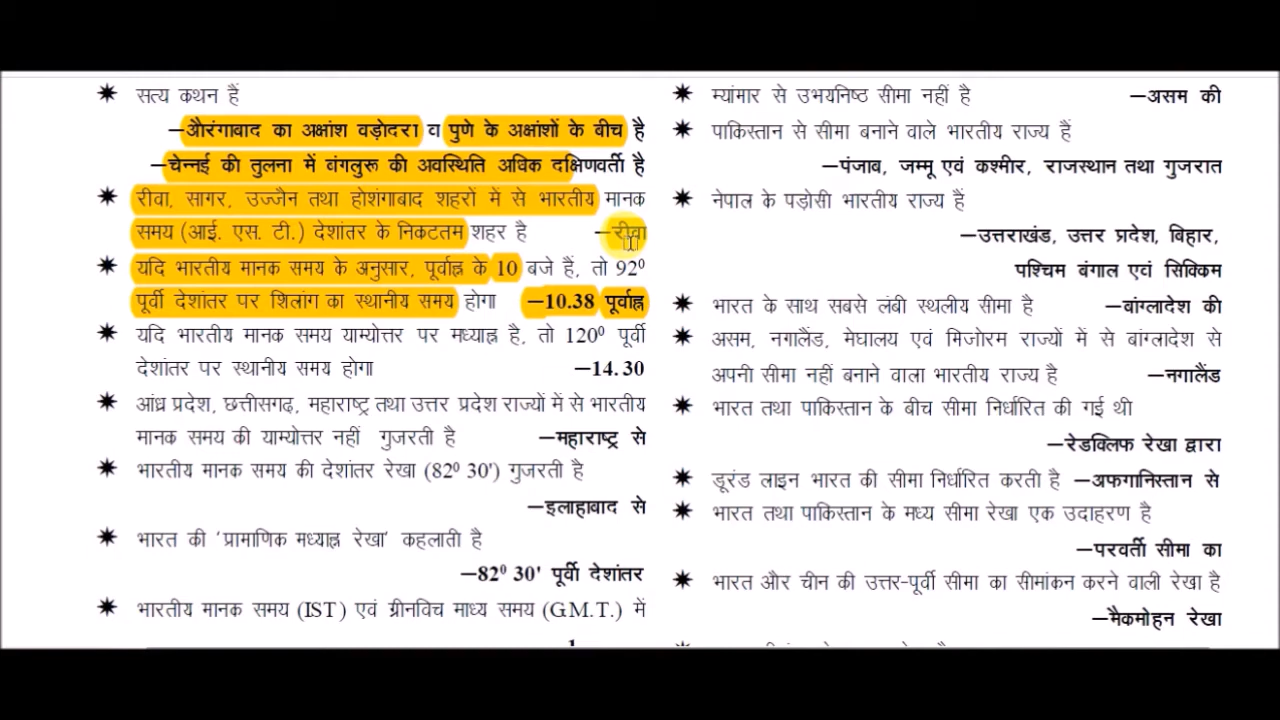 ✷ सत्य कथन हैं
–औरंगाबाद का अक्षांश वड़ोदरा व पुणे के अक्षांशों के बीच है
–चेन्नई की तुलना में बंगलुरू की अवस्थिति अधिक दक्षिणवर्ती है
✷ रीवा, सागर, उज्जैन तथा होशंगाबाद शहरों में से भारतीय मानक
समय (आई. एस. टी.) देशांतर के निकटतम शहर है –रीवा
✷ यदि भारतीय मानक समय के अनुसार, पूर्वाह्न के 10 बजे हैं, तो 92⁰
पूर्वी देशांतर पर शिलांग का स्थानीय समय होगा –10.38 पूर्वाह्न
✷ यदि भारतीय मानक समय याम्योत्तर पर मध्याह्न है, तो 120⁰ पूर्वी
देशांतर पर स्थानीय समय होगा –14.30
✷ आंध्र प्रदेश, छत्तीसगढ़, महाराष्ट्र तथा उत्तर प्रदेश राज्यों में से भारतीय
मानक समय की याम्योत्तर नहीं गुजरती है –महाराष्ट्र से
✷ भारतीय मानक समय की देशांतर रेखा (82⁰ 30') गुजरती है
–इलाहाबाद से
✷ भारत की 'प्रामाणिक मध्याह्न रेखा' कहलाती है
–82⁰ 30' पूर्वी देशांतर
✷ भारतीय मानक समय (IST) एवं ग्रीनविच माध्य समय (G.M.T.) में
✷ म्यांमार से उभयनिष्ठ सीमा नहीं है –असम की
✷ पाकिस्तान से सीमा बनाने वाले भारतीय राज्य हैं
–पंजाब, जम्मू एवं कश्मीर, राजस्थान तथा गुजरात
✷ नेपाल के पड़ोसी भारतीय राज्य हैं
–उत्तराखंड, उत्तर प्रदेश, बिहार,
पश्चिम बंगाल एवं सिक्किम
✷ भारत के साथ सबसे लंबी स्थलीय सीमा है –बांग्लादेश की
✷ असम, नगालैंड, मेघालय एवं मिजोरम राज्यों में से बांग्लादेश से
अपनी सीमा नहीं बनाने वाला भारतीय राज्य है –नगालैंड
✷ भारत तथा पाकिस्तान के बीच सीमा निर्धारित की गई थी
–रेडक्लिफ रेखा द्वारा
✷ डूरंड लाइन भारत की सीमा निर्धारित करती है –अफगानिस्तान से
✷ भारत तथा पाकिस्तान के मध्य सीमा रेखा एक उदाहरण है
–परवर्ती सीमा का
✷ भारत और चीन की उत्तर-पूर्वी सीमा का सीमांकन करने वाली रेखा है
–मैकमोहन रेखा